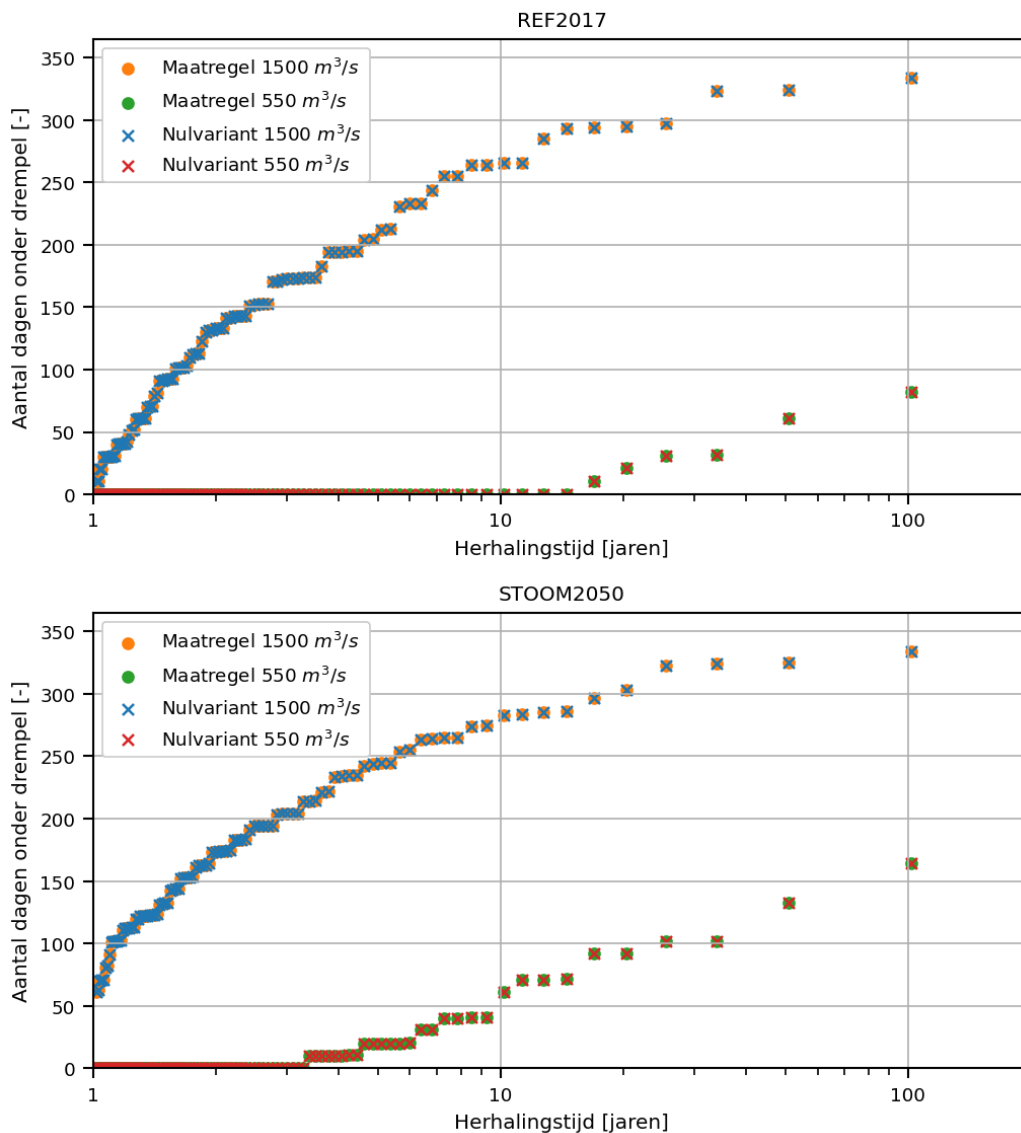 REF2017
Maatregel 1500 m³/s
Maatregel 550 m³/s
Nulvariant 1500 m³/s
Nulvariant 550 m³/s
Aantal dagen onder drempel [-]
350
300
250
200
150
100
50
0
1
10
100
Herhalingstijd [jaren]
STOOM2050
Maatregel 1500 m³/s
Maatregel 550 m³/s
Nulvariant 1500 m³/s
Nulvariant 550 m³/s
Aantal dagen onder drempel [-]
350
300
250
200
150
100
50
0
1
10
100
Herhalingstijd [jaren]